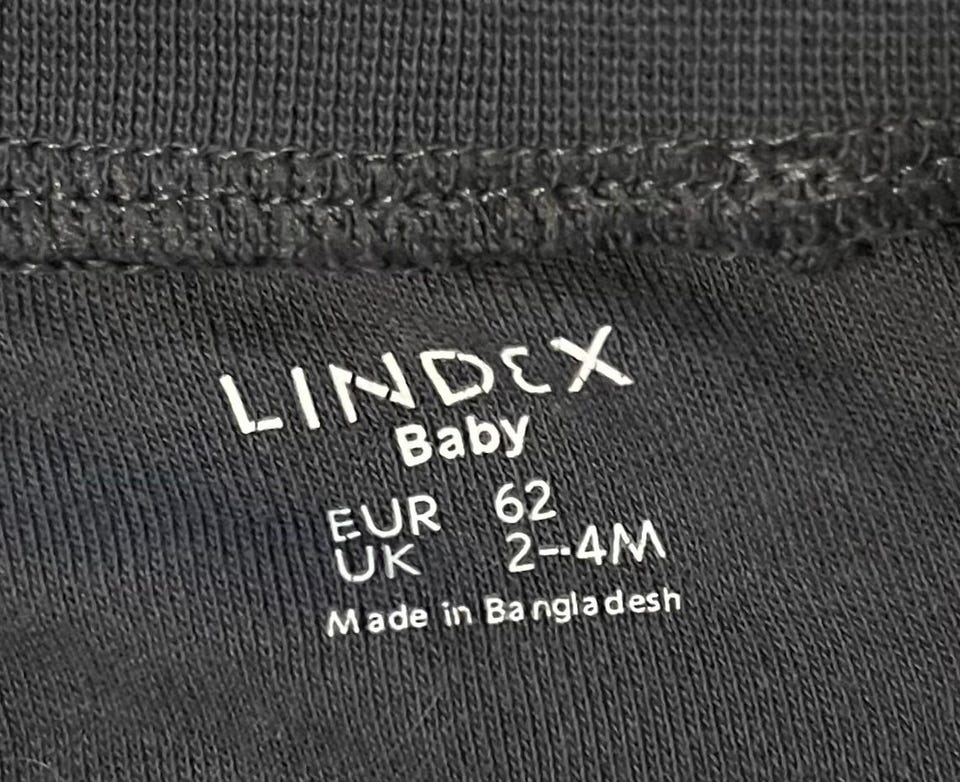 LINDEX
Baby
EUR 62
UK 2-4M
Made in Bangladesh